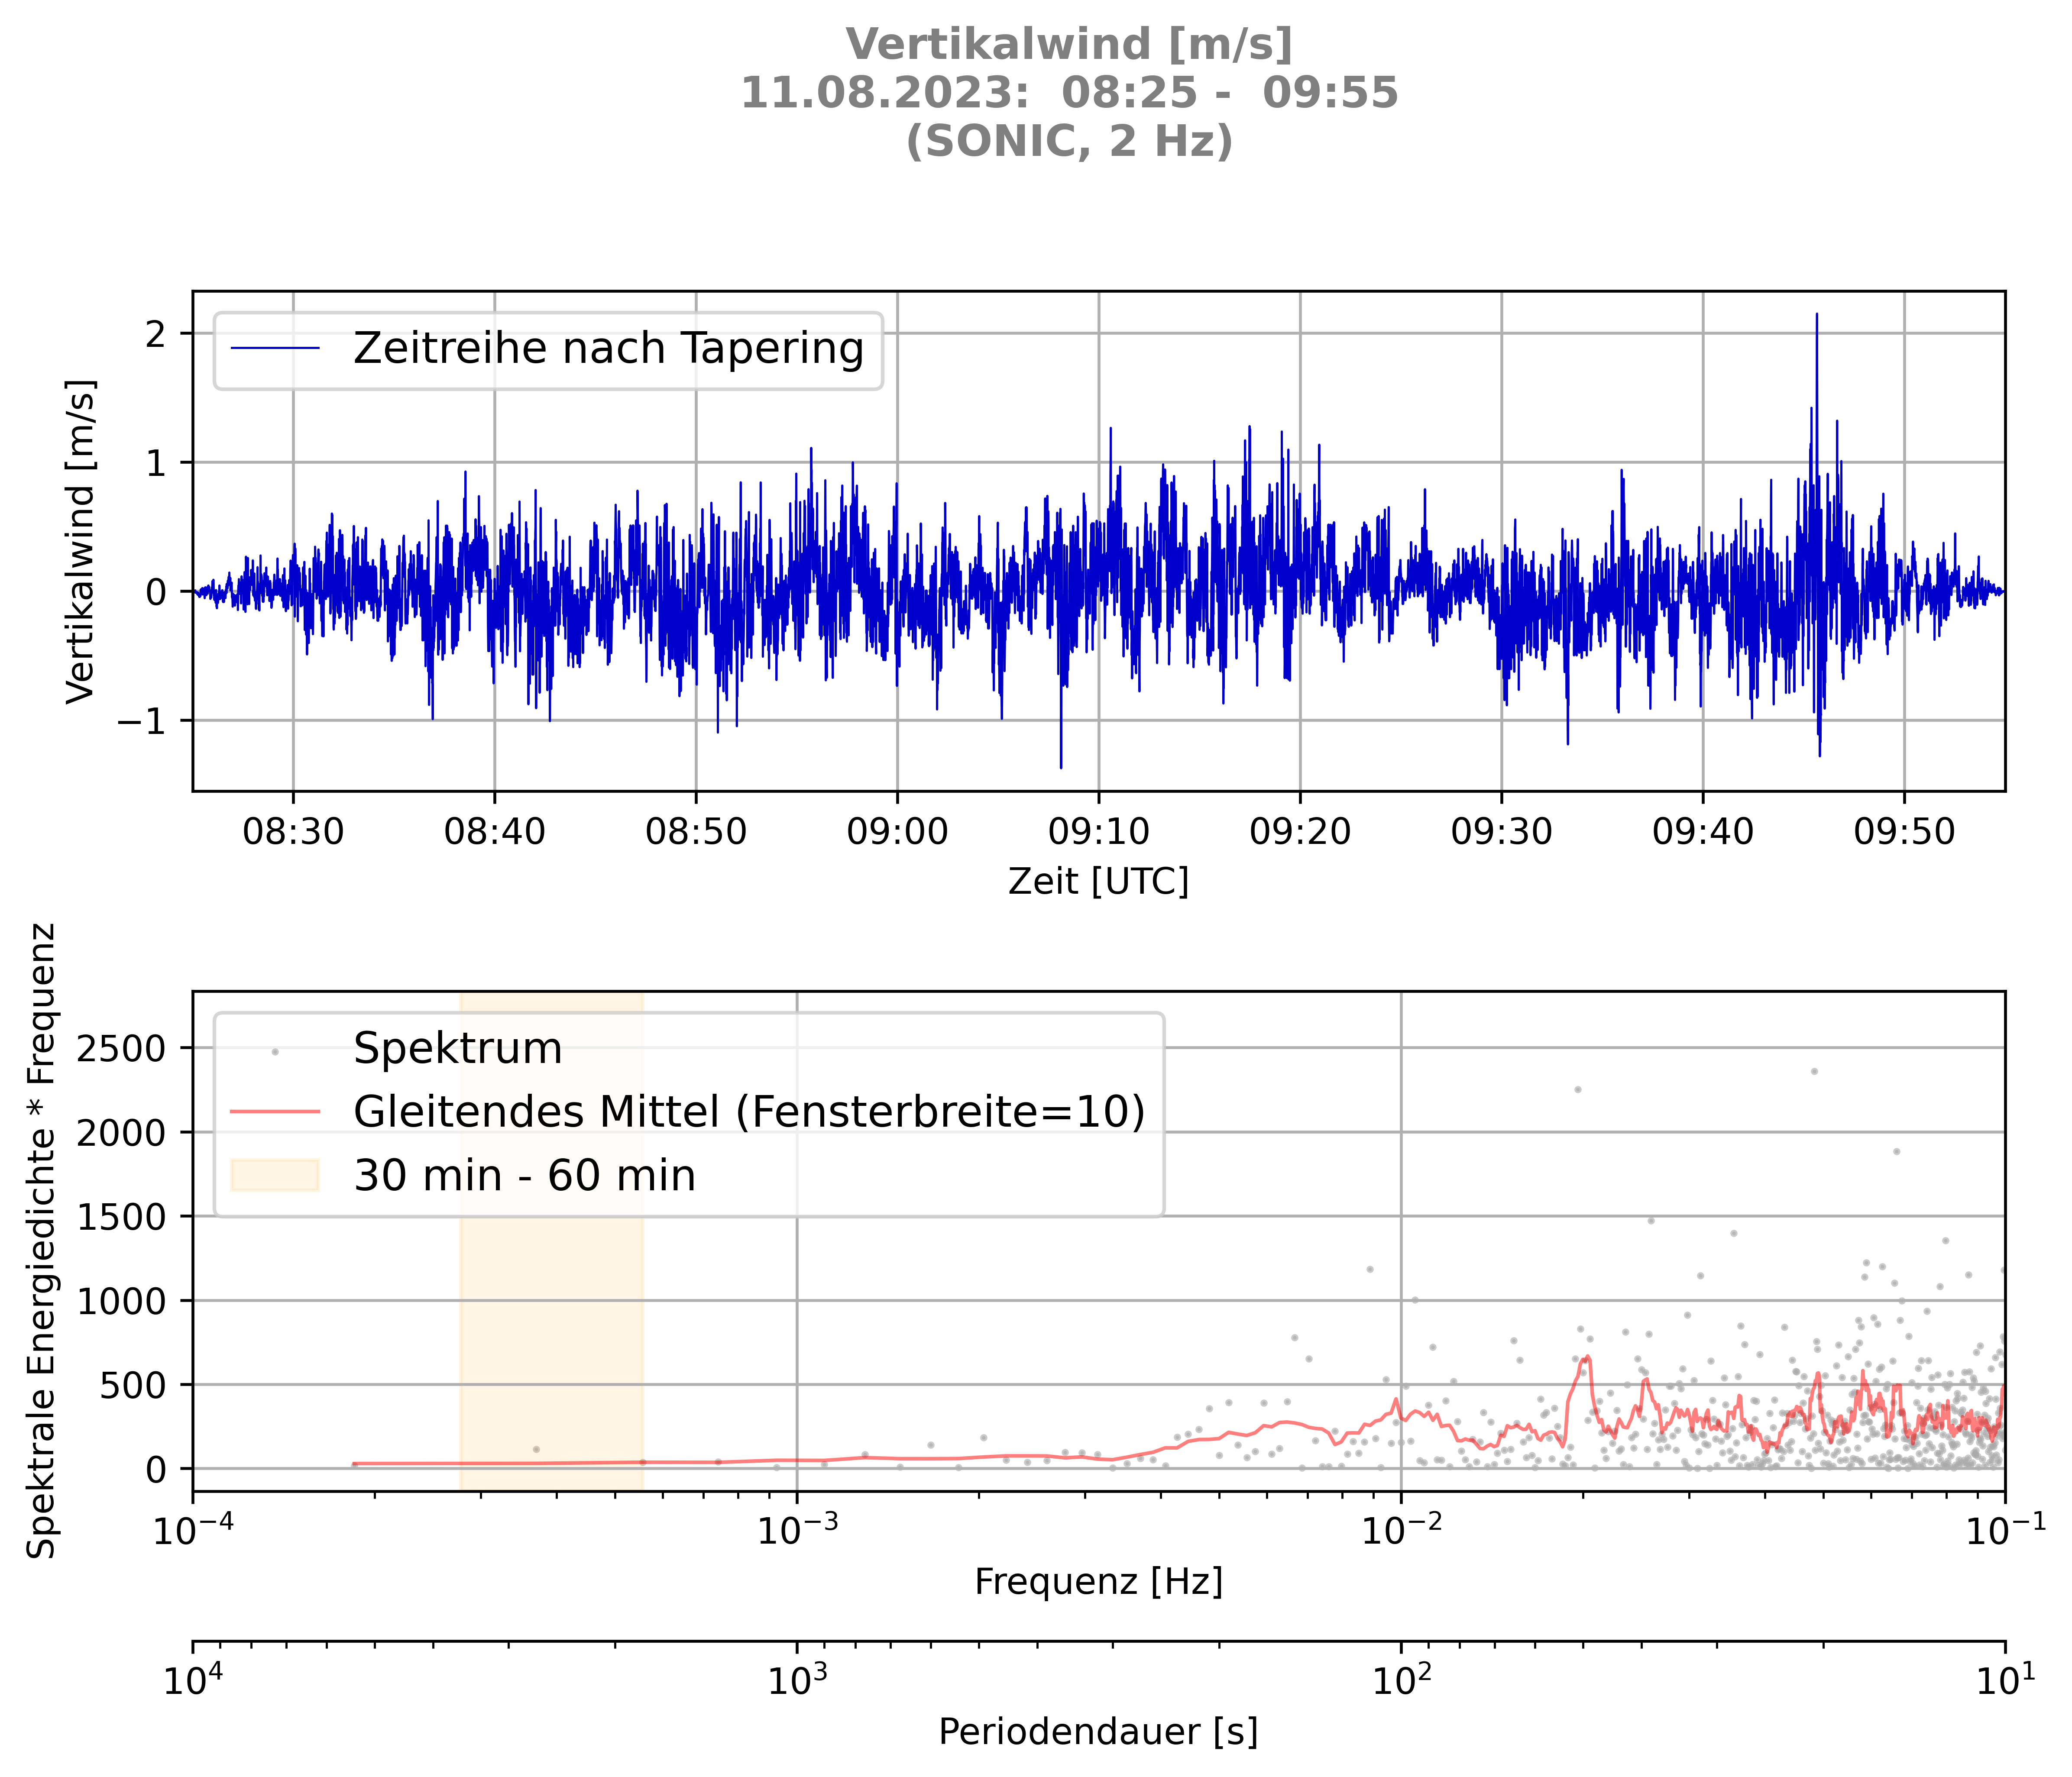 Vertikalwind [m/s]
11.08.2023:  08:25 -  09:55
(SONIC, 2 Hz)
Zeitreihe nach Tapering
Vertikalwind [m/s]
2
1
0
−1
08:30 08:40 08:50 09:00 09:10 09:20 09:30 09:40 09:50
Zeit [UTC]
Spektrale Energiedichte * Frequenz
Spektrum
Gleitendes Mittel (Fensterbreite=10)
30 min - 60 min
2500
2000
1500
1000
500
0
10⁻⁴ 10⁻³ 10⁻² 10⁻¹
Frequenz [Hz]
10⁴ 10³ 10² 10¹
Periodendauer [s]